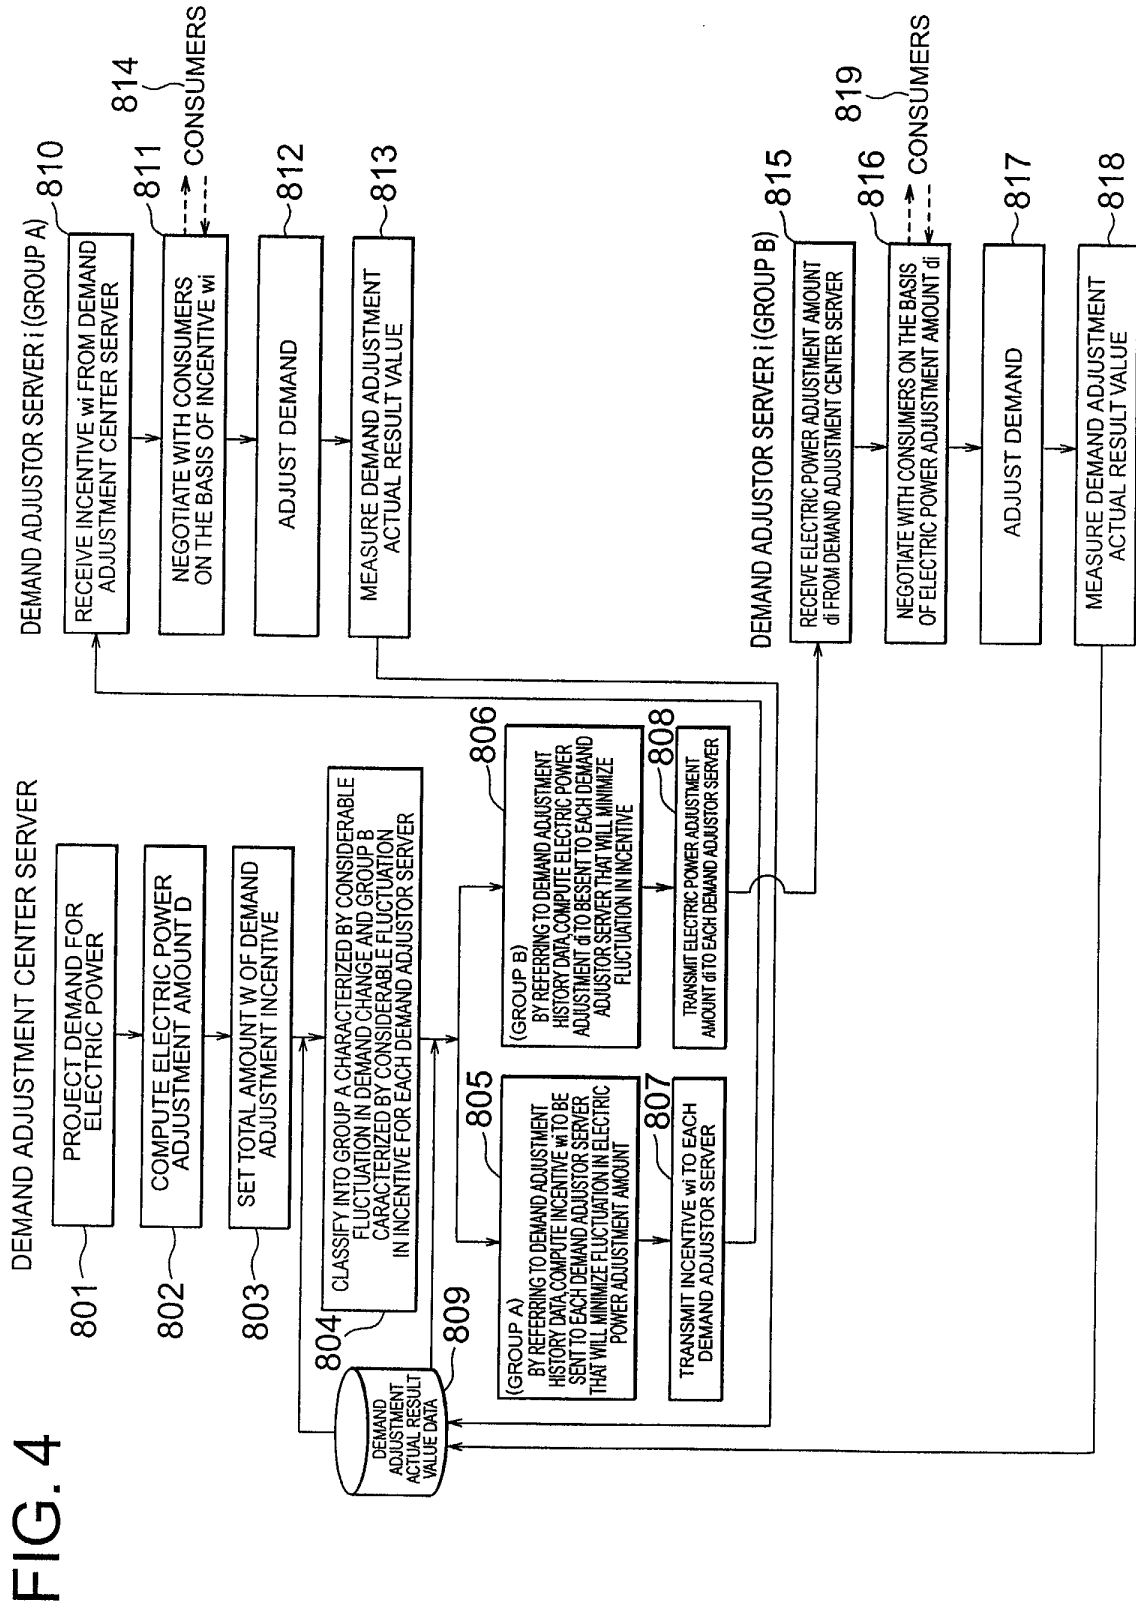 FIG. 4
DEMAND ADJUSTMENT CENTER SERVER
801
PROJECT DEMAND FOR
ELECTRIC POWER
802
COMPUTE ELECTRIC POWER
ADJUSTMENT AMOUNT D
803
SET TOTAL AMOUNT W OF DEMAND
ADJUSTMENT INCENTIVE
804
CLASSIFY INTO GROUP A CHARACTERIZED BY CONSIDERABLE
FLUCTUATION IN DEMAND CHANGE AND GROUP B
CARACTERIZED BY CONSIDERABLE FLUCTUATION
IN INCENTIVE FOR EACH DEMAND ADJUSTOR SERVER
809
DEMAND
ADJUSTMENT
ACTUAL RESULT
VALUE DATA
805
(GROUP A)
BY REFERRING TO DEMAND ADJUSTMENT
HISTORY DATA,COMPUTE INCENTIVE wi TO BE
SENT TO EACH DEMAND ADJUSTOR SERVER
THAT WILL MINIMIZE FLUCTUATION IN ELECTRIC
POWER ADJUSTMENT AMOUNT
806
(GROUP B)
BY REFERRING TO DEMAND ADJUSTMENT
HISTORY DATA,COMPUTE ELECTRIC POWER
ADJUSTMENT di TO BESENT TO EACH DEMAND
ADJUSTOR SERVER THAT WILL MINIMIZE
FLUCTUATION IN INCENTIVE
807
TRANSMIT INCENTIVE wi TO EACH
DEMAND ADJUSTOR SERVER
808
TRANSMIT ELECTRIC POWER ADJUSTMENT
AMOUNT di TO EACH DEMAND ADJUSTOR SERVER
DEMAND ADJUSTOR SERVER i (GROUP A)
810
RECEIVE INCENTIVE wi FROM DEMAND
ADJUSTMENT CENTER SERVER
811
NEGOTIATE WITH CONSUMERS
ON THE BASIS OF INCENTIVE wi
814
CONSUMERS
812
ADJUST DEMAND
813
MEASURE DEMAND ADJUSTMENT
ACTUAL RESULT VALUE
DEMAND ADJUSTOR SERVER i (GROUP B)
815
RECEIVE ELECTRIC POWER ADJUSTMENT AMOUNT
di FROM DEMAND ADJUSTMENT CENTER SERVER
816
NEGOTIATE WITH CONSUMERS ON THE BASIS
OF ELECTRIC POWER ADJUSTMENT AMOUNT di
819
CONSUMERS
817
ADJUST DEMAND
818
MEASURE DEMAND ADJUSTMENT
ACTUAL RESULT VALUE